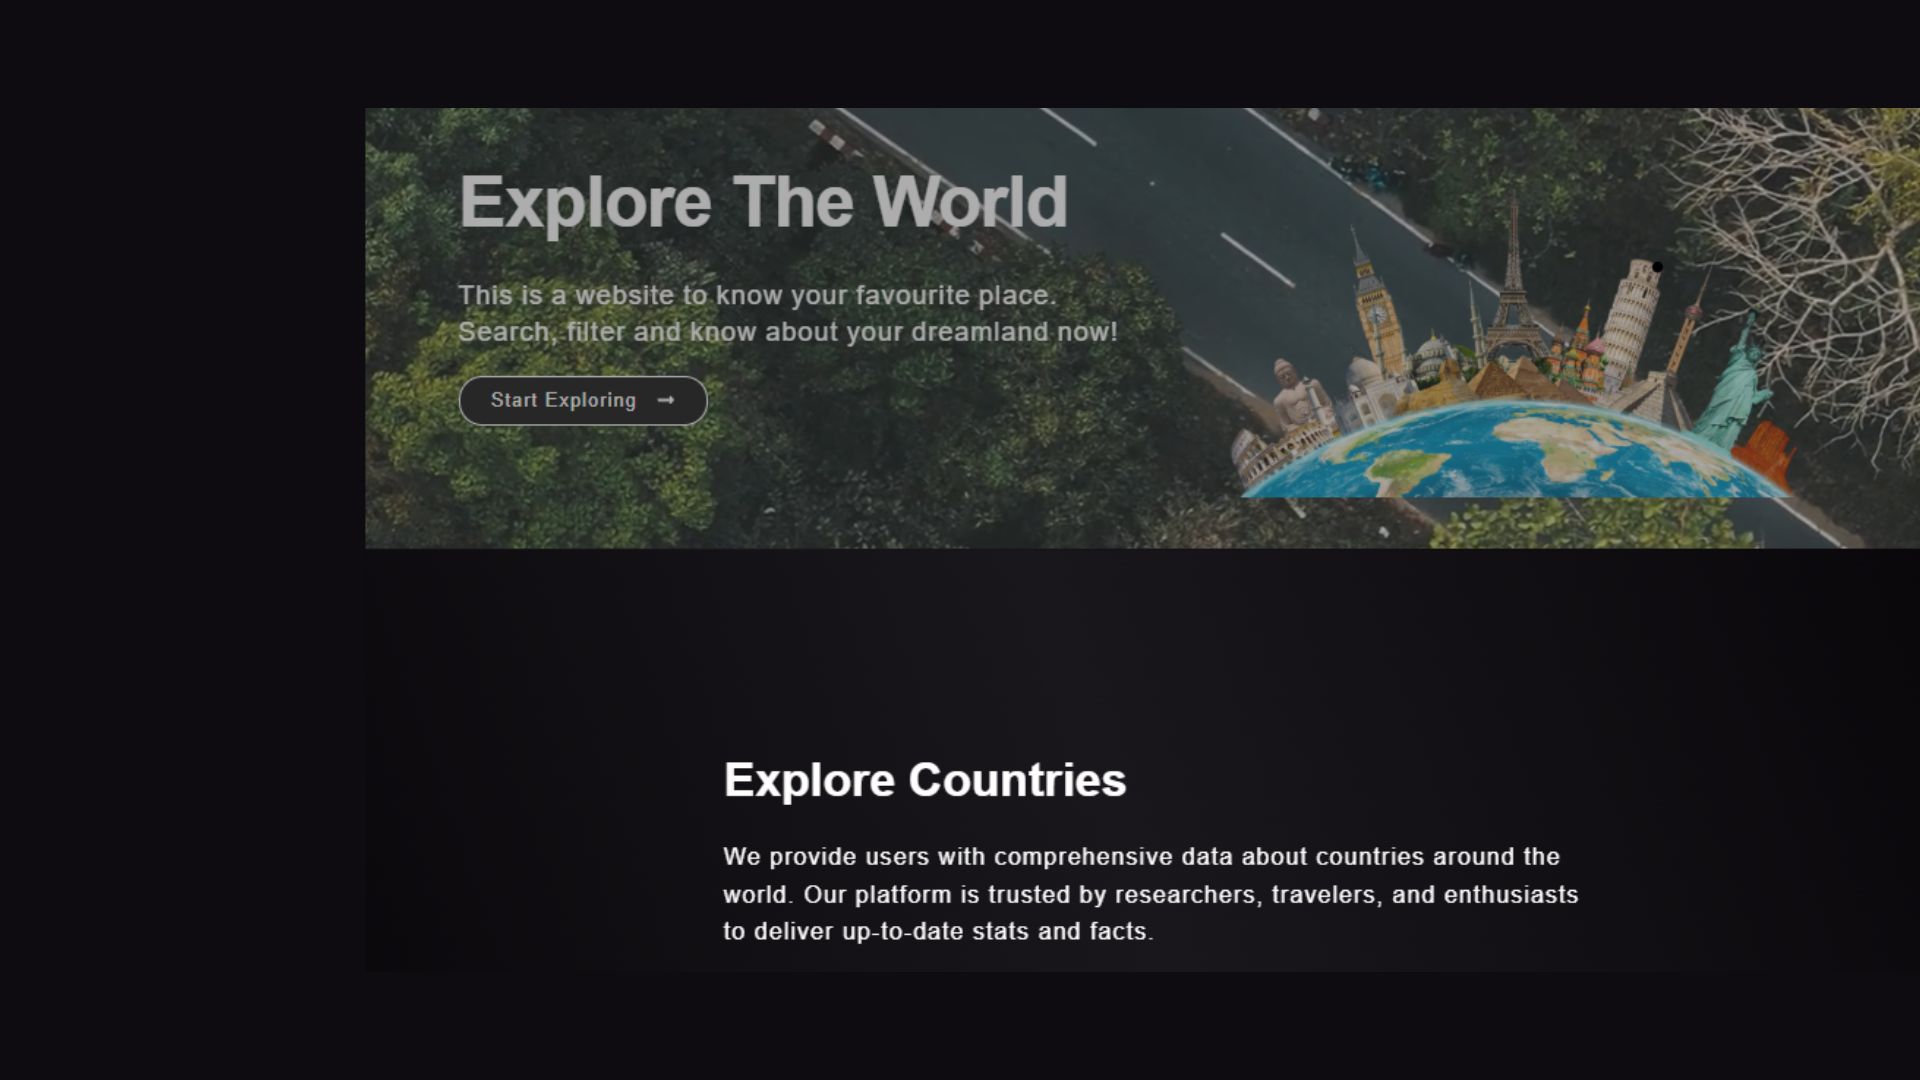 Explore The World
This is a website to know your favourite place.
Search, filter and know about your dreamland now!
Start Exploring →
Explore Countries
We provide users with comprehensive data about countries around the
world. Our platform is trusted by researchers, travelers, and enthusiasts
to deliver up-to-date stats and facts.